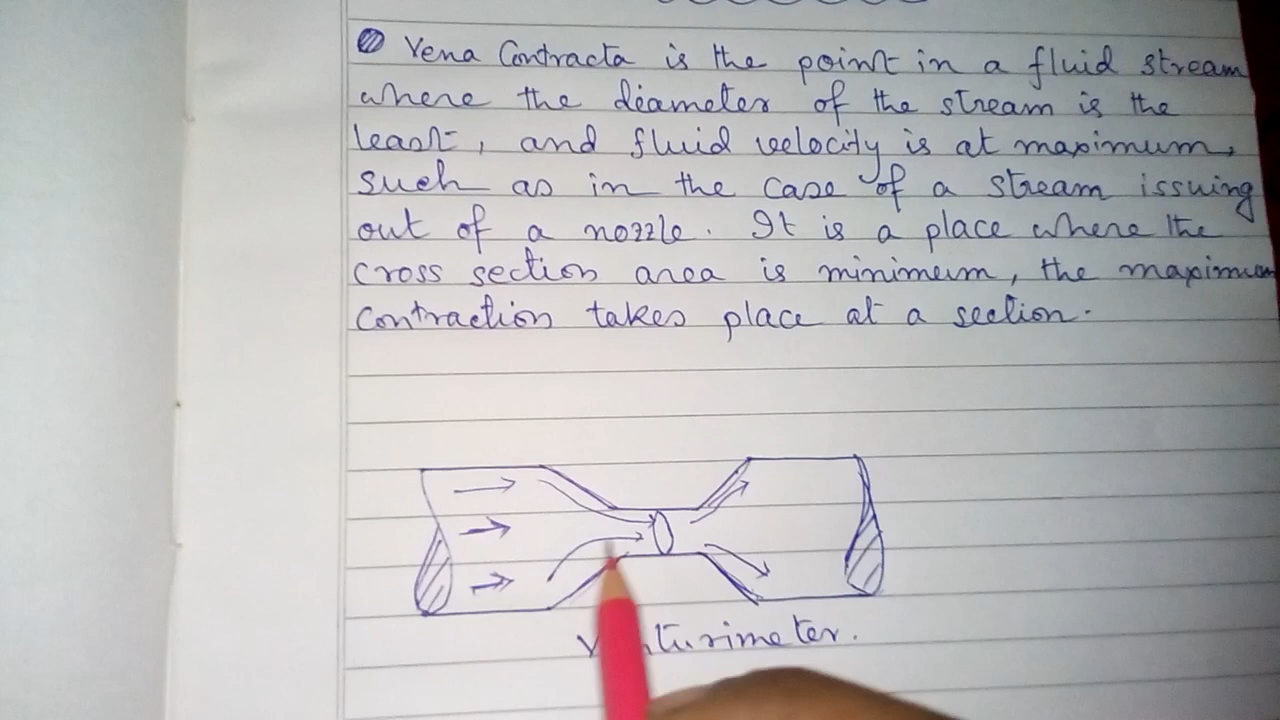 Vena Contracta is the point in a fluid stream
where the diameter of the stream is the
least, and fluid velocity is at maximum,
such as in the case of a stream issuing
out of a nozzle. It is a place where the
cross section area is minimum, the maximum
contraction takes place at a section.
Venturimeter.